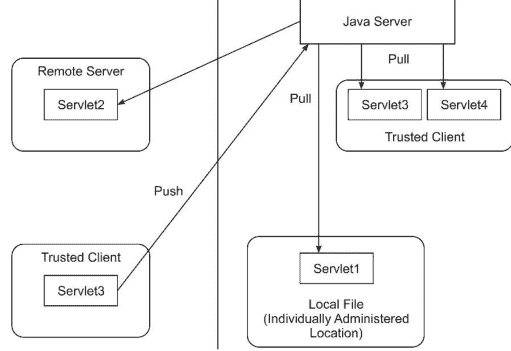 Java Server
Remote Server
Servlet2
Pull
Pull
Servlet3
Servlet4
Trusted Client
Push
Trusted Client
Servlet3
Servlet1
Local File
(Individually Administered
Location)